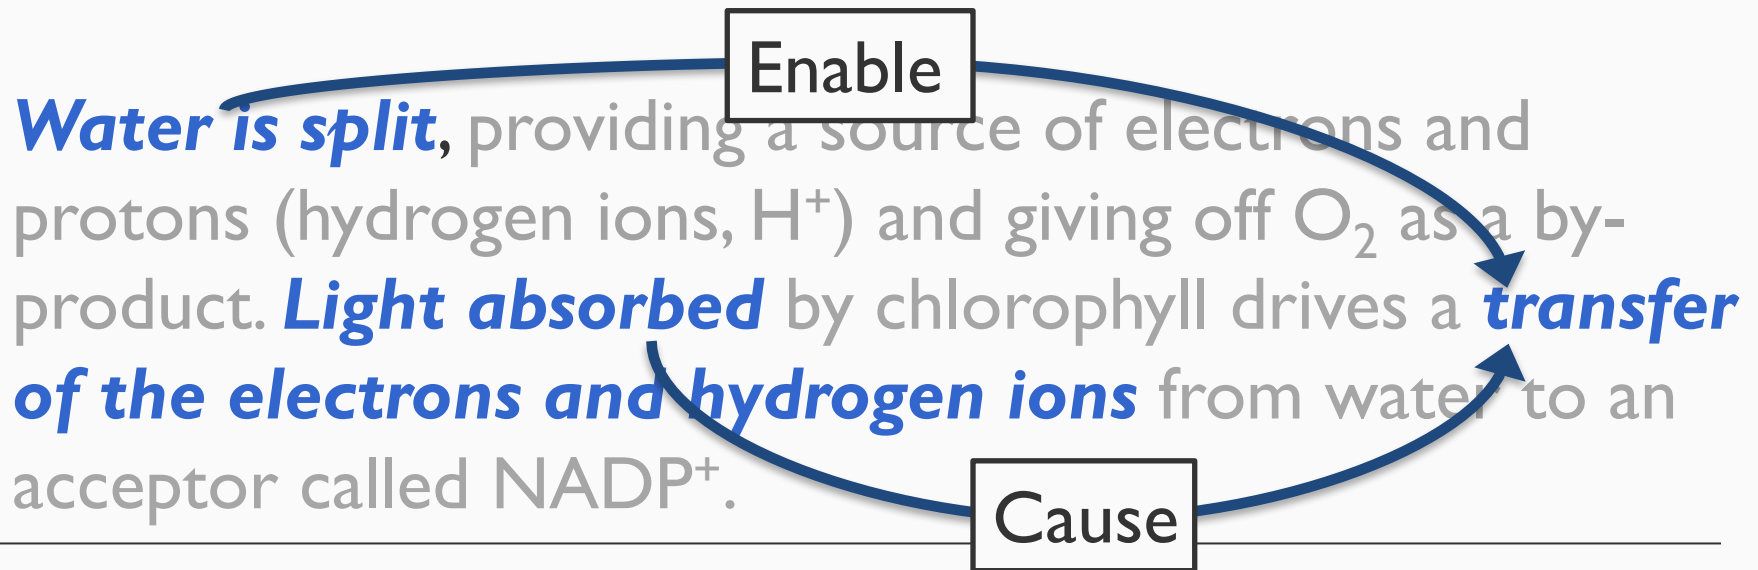 Enable
Water is split, providing a source of electrons and
protons (hydrogen ions, H⁺) and giving off O₂ as a by-
product. Light absorbed by chlorophyll drives a transfer
of the electrons and hydrogen ions from water to an
acceptor called NADP⁺.
Cause